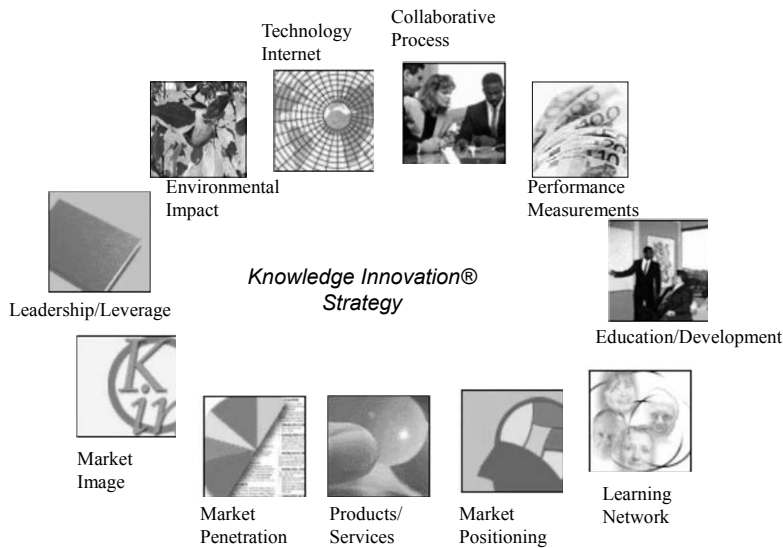 Technology
Internet
Collaborative
Process
Environmental
Impact
Performance
Measurements
Leadership/Leverage
Knowledge Innovation®
Strategy
Education/Development
Market
Image
Market
Penetration
Products/
Services
Market
Positioning
Learning
Network